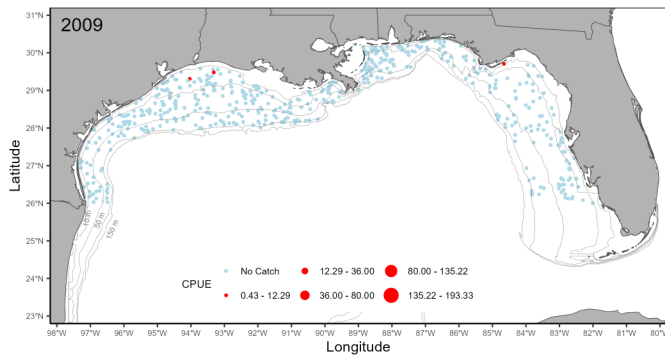 2009
31°N
30°N
29°N
28°N
27°N
26°N
25°N
24°N
23°N
Latitude
10 m
50 m
150 m
CPUE
No Catch
12.29 - 36.00
80.00 - 135.22
0.43 - 12.29
36.00 - 80.00
135.22 - 193.33
98°W 97°W 96°W 95°W 94°W 93°W 92°W 91°W 90°W 89°W 88°W 87°W 86°W 85°W 84°W 83°W 82°W 81°W 80°W
Longitude